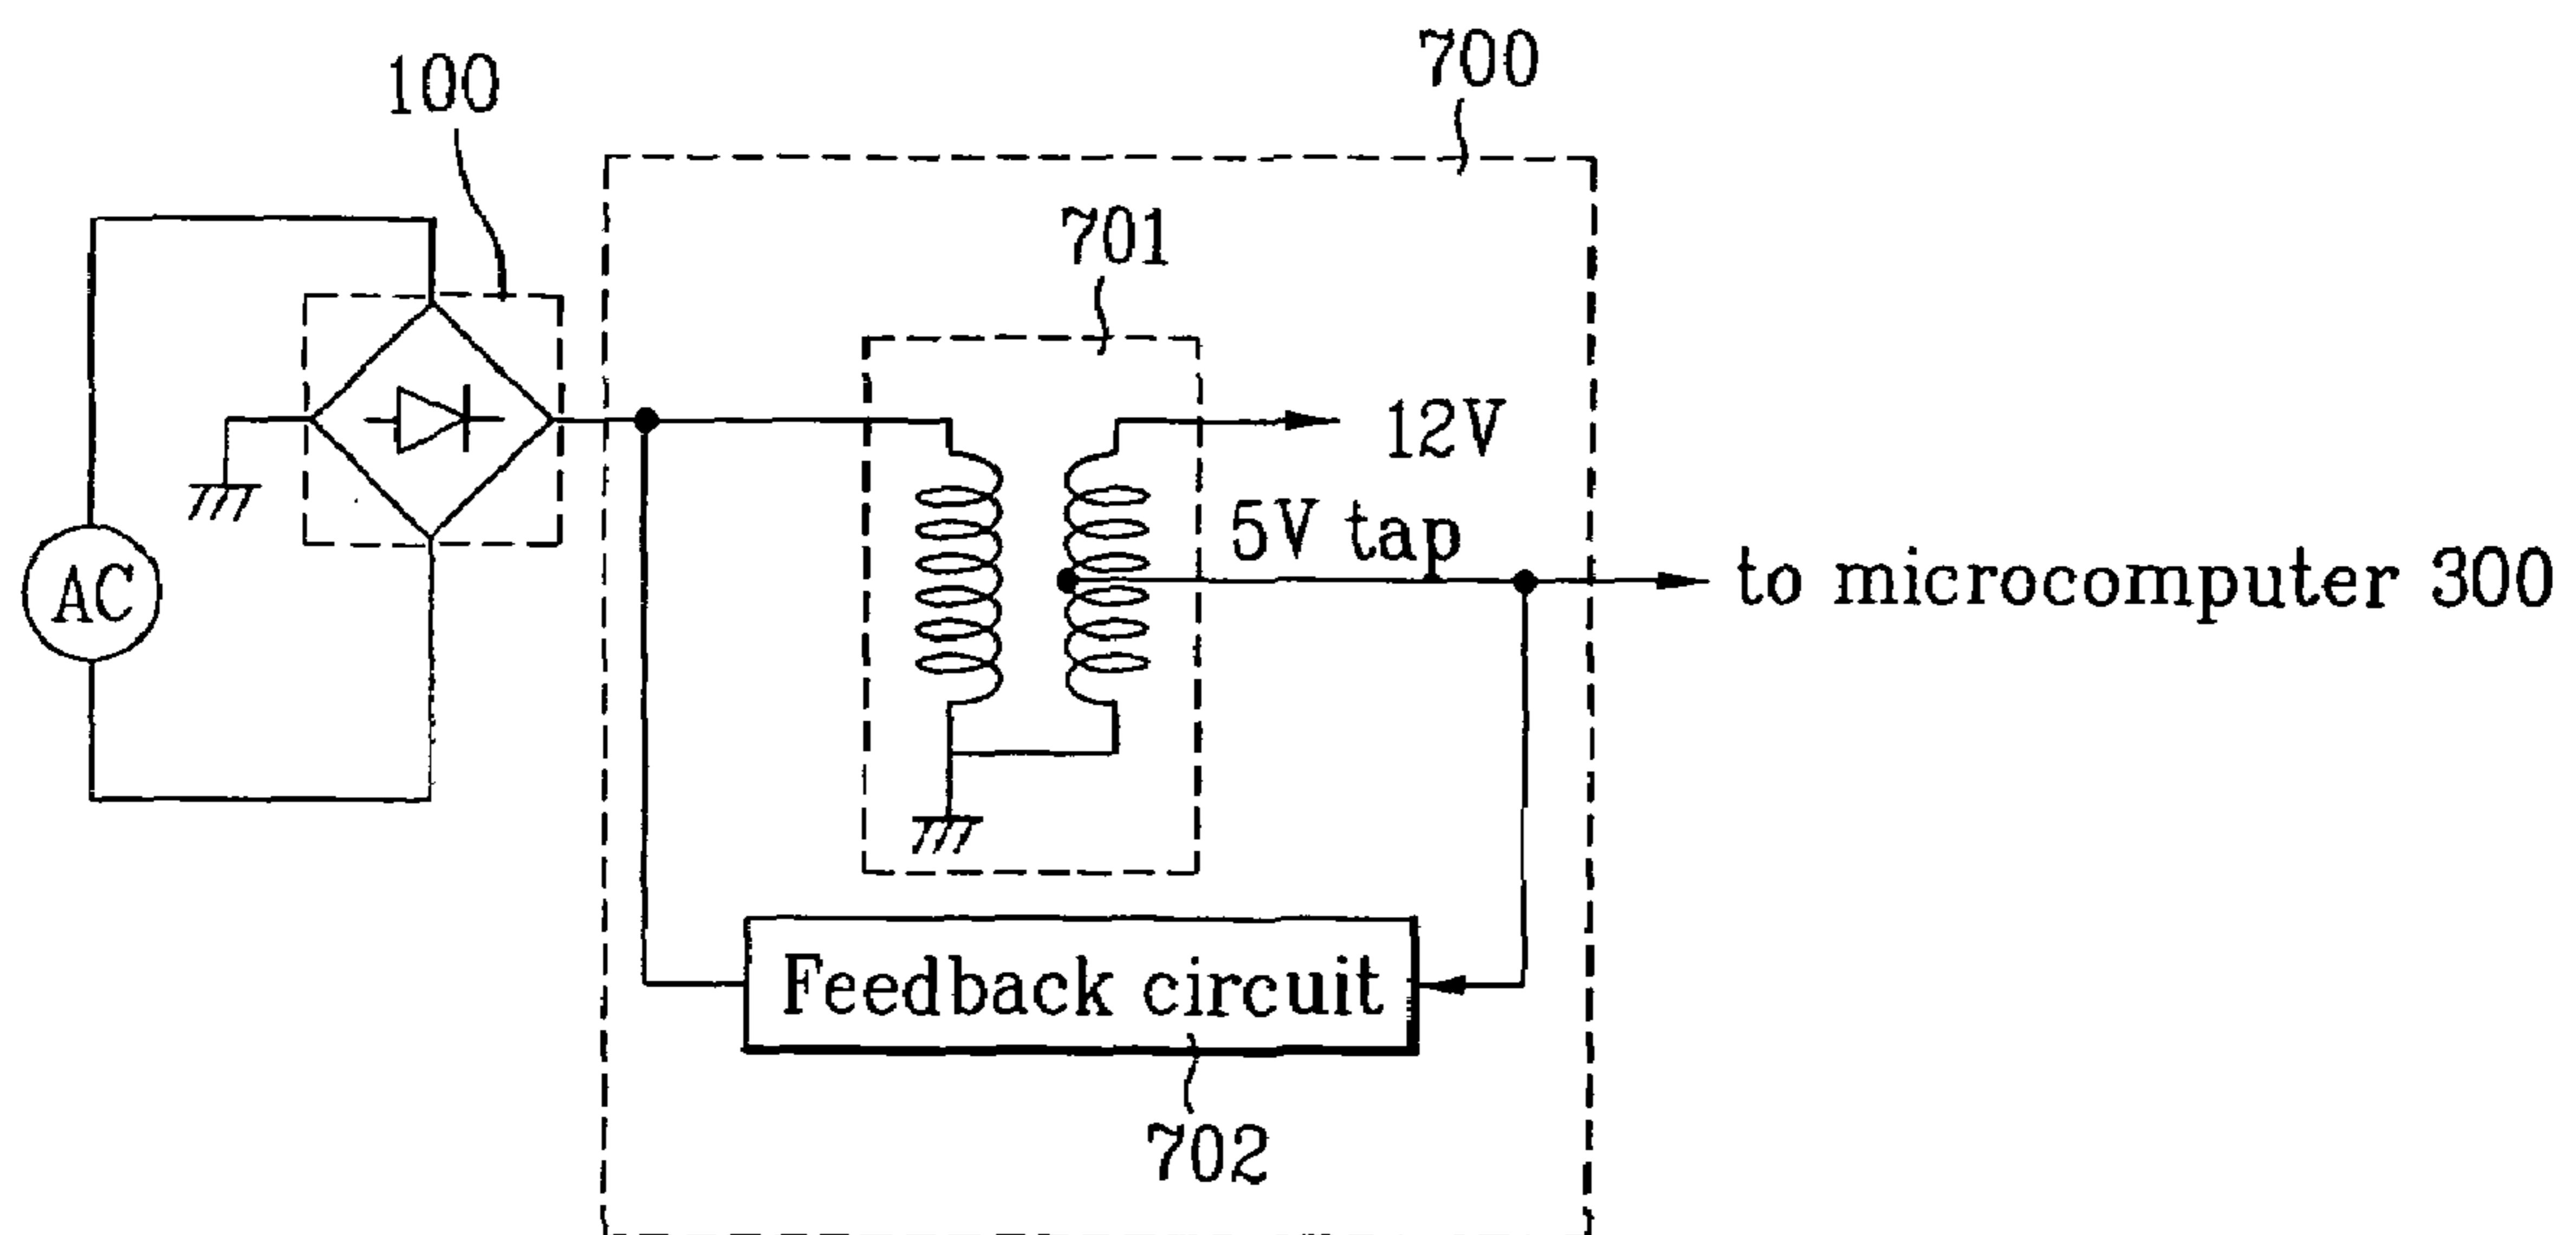 700
100
701
12V
5V tap
AC
to microcomputer 300
Feedback circuit
702